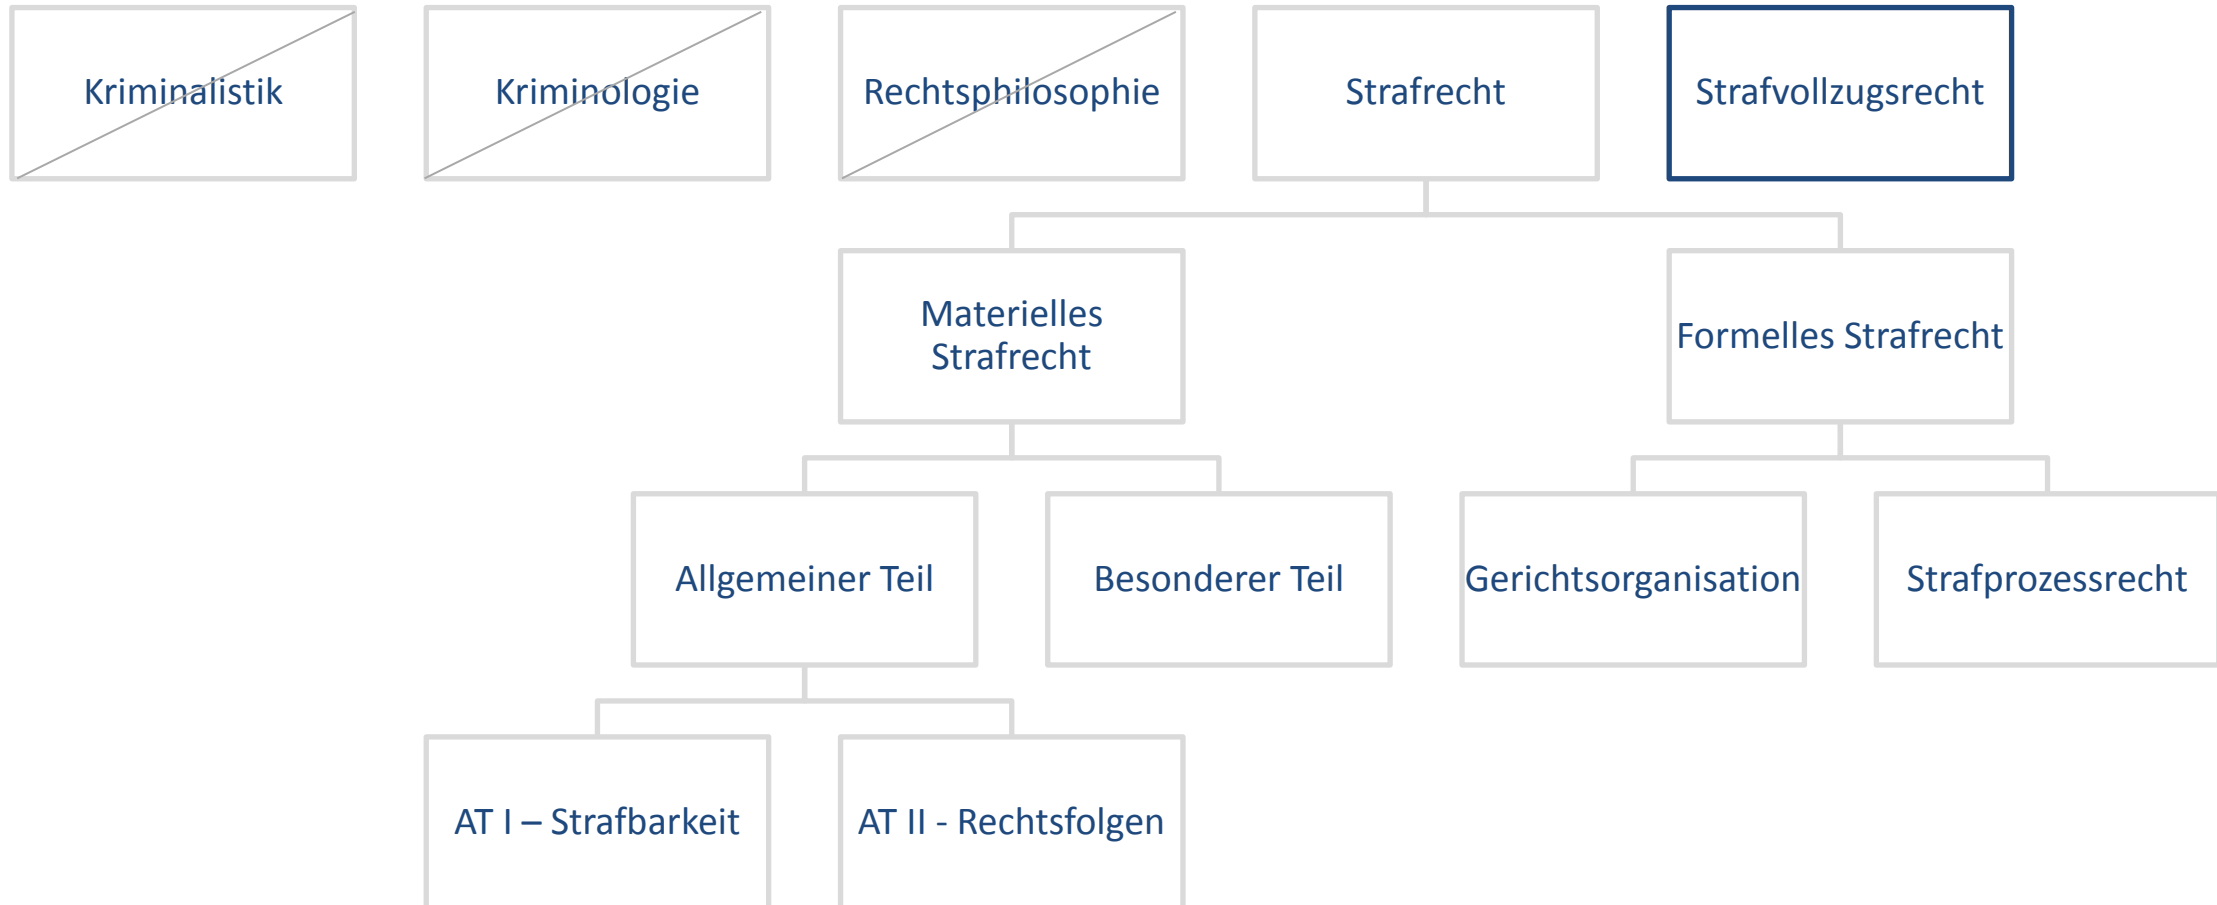 Kriminalistik
Kriminologie
Rechtsphilosophie
Strafrecht
Strafvollzugsrecht
Materielles
Strafrecht
Formelles Strafrecht
Allgemeiner Teil
Besonderer Teil
Gerichtsorganisation
Strafprozessrecht
AT I – Strafbarkeit
AT II - Rechtsfolgen